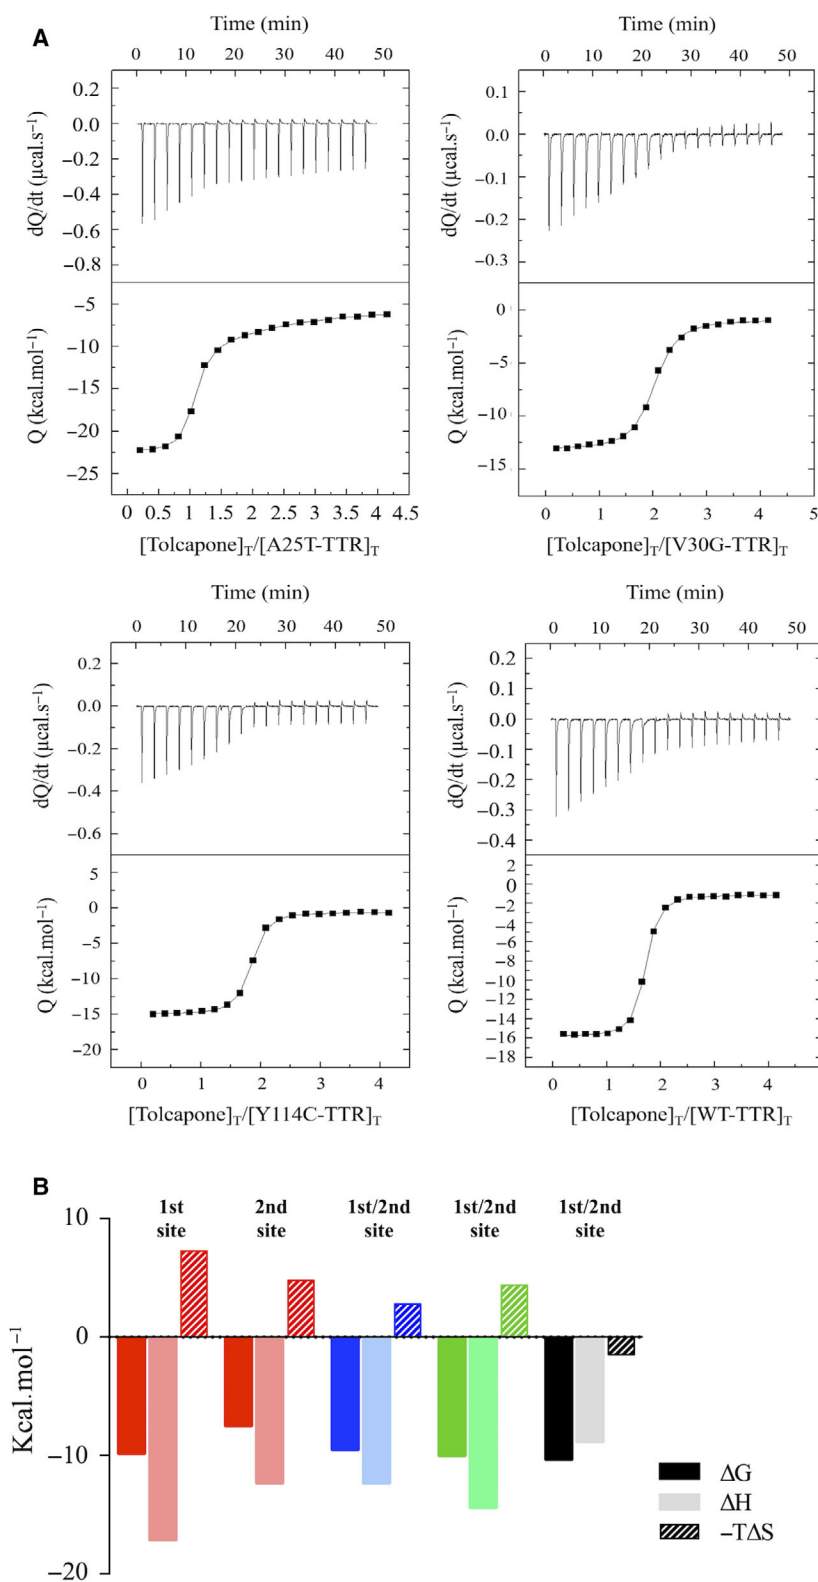 A
Time (min)
0 10 20 30 40 50
0.2
0.0
−0.2
−0.4
−0.6
−0.8
dQ/dt (µcal.s⁻¹)
−5
−10
−15
−20
−25
Q (kcal.mol⁻¹)
0 0.5 1 1.5 2 2.5 3 3.5 4 4.5
[Tolcapone]T/[A25T-TTR]T
Time (min)
0 10 20 30 40 50
0.1
0.0
−0.1
−0.2
−0.3
dQ/dt (µcal.s⁻¹)
0
−5
−10
−15
Q (kcal.mol⁻¹)
0 1 2 3 4 5
[Tolcapone]T/[V30G-TTR]T
Time (min)
0 10 20 30 40 50
0.2
0.0
−0.2
−0.4
−0.6
dQ/dt (µcal.s⁻¹)
5
0
−5
−10
−15
−20
Q (kcal.mol⁻¹)
0 1 2 3 4
[Tolcapone]T/[Y114C-TTR]T
Time (min)
0 10 20 30 40 50
0.2
0.1
0.0
−0.1
−0.2
−0.3
−0.4
dQ/dt (µcal.s⁻¹)
2
0
−2
−4
−6
−8
−10
−12
−14
−16
−18
Q (kcal.mol⁻¹)
0 1 2 3 4
[Tolcapone]T/[WT-TTR]T
B
1st site
2nd site
1st/2nd site
1st/2nd site
1st/2nd site
10
0
−10
−20
Kcal.mol⁻¹
ΔG
ΔH
−TΔS